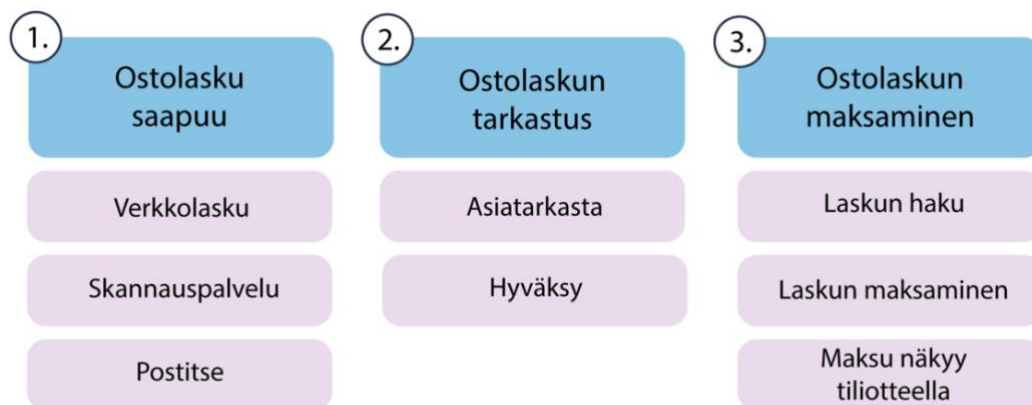 1.
Ostolasku
saapuu
Verkkolasku
Skannauspalvelu
Postitse
2.
Ostolaskun
tarkastus
Asiatarkasta
Hyväksy
3.
Ostolaskun
maksaminen
Laskun haku
Laskun maksaminen
Maksu näkyy
tiliotteella